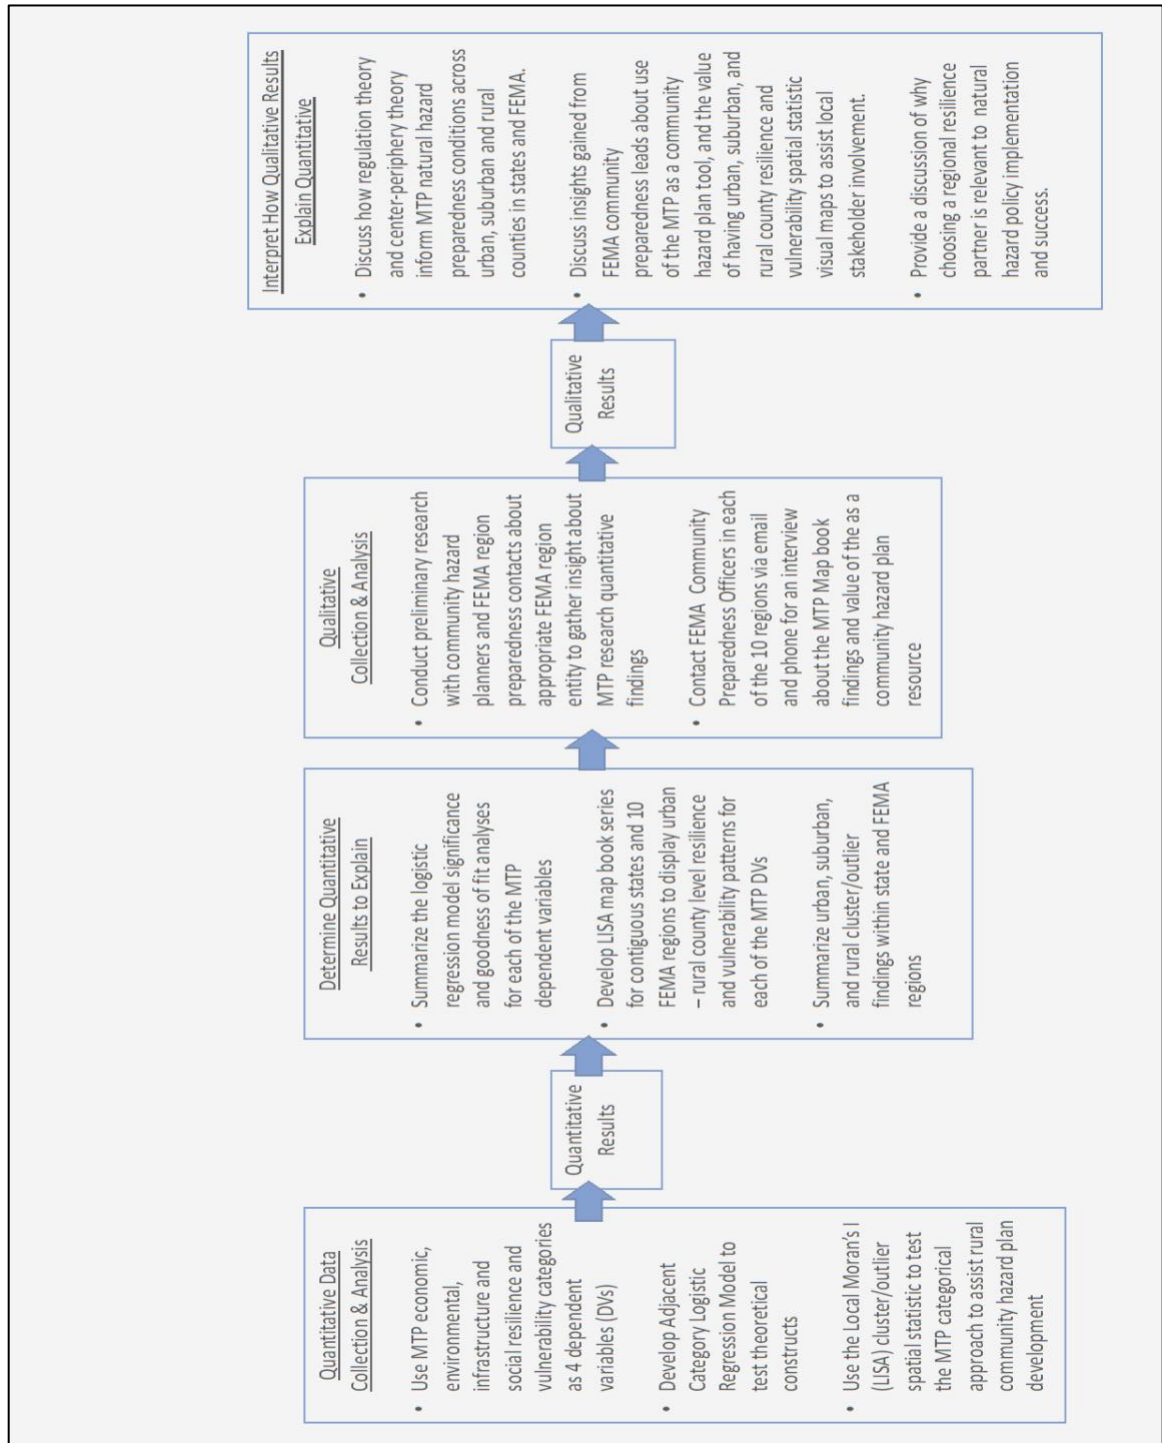 Quantitative Data
Collection & Analysis
• Use MTP economic,
environmental,
infrastructure and
social resilience and
vulnerability categories
as 4 dependent
variables (DVs)
• Develop Adjacent
Category Logistic
Regression Model to
test theoretical
constructs
• Use the Local Moran's I
(LISA) cluster/outlier
spatial statistic to test
the MTP categorical
approach to assist rural
community hazard plan
development
Quantitative
Results
Determine Quantitative
Results to Explain
• Summarize the logistic
regression model significance
and goodness of fit analyses
for each of the MTP
dependent variables
• Develop LISA map book series
for contiguous states and 10
FEMA regions to display urban
– rural county level resilience
and vulnerability patterns for
each of the MTP DVs
• Summarize urban, suburban,
and rural cluster/outlier
findings within state and FEMA
regions
Qualitative
Collection & Analysis
• Conduct preliminary research
with community hazard
planners and FEMA region
preparedness contacts about
appropriate FEMA region
entity to gather insight about
MTP research quantitative
findings
• Contact FEMA Community
Preparedness Officers in each
of the 10 regions via email
and phone for an interview
about the MTP Map book
findings and value of the as a
community hazard plan
resource
Qualitative
Results
Interpret How Qualitative Results
Explain Quantitative
• Discuss how regulation theory
and center-periphery theory
inform MTP natural hazard
preparedness conditions across
urban, suburban and rural
counties in states and FEMA.
• Discuss insights gained from
FEMA community
preparedness leads about use
of the MTP as a community
hazard plan tool, and the value
of having urban, suburban, and
rural county resilience and
vulnerability spatial statistic
visual maps to assist local
stakeholder involvement.
• Provide a discussion of why
choosing a regional resilience
partner is relevant to natural
hazard policy implementation
and success.